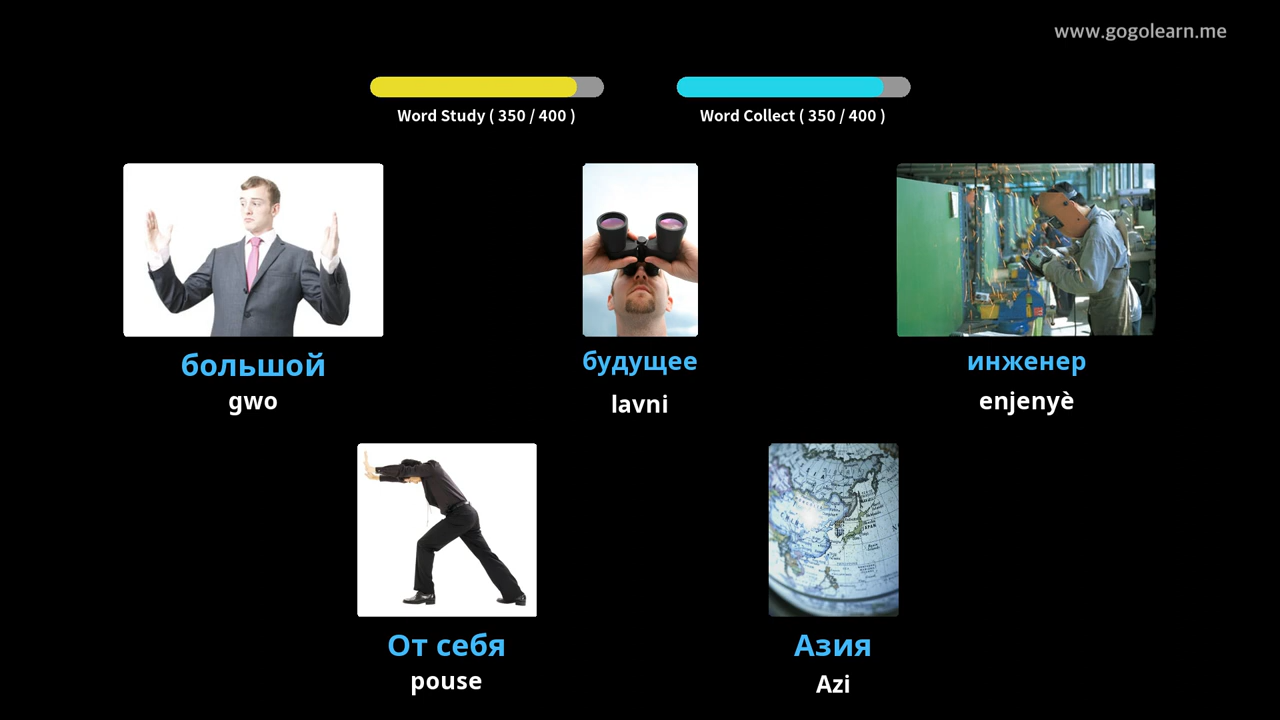 www.gogolearn.me
Word Study ( 350 / 400 )
Word Collect ( 350 / 400 )
большой
gwo
будущее
lavni
инженер
enjenyè
От себя
pouse
Азия
Azi